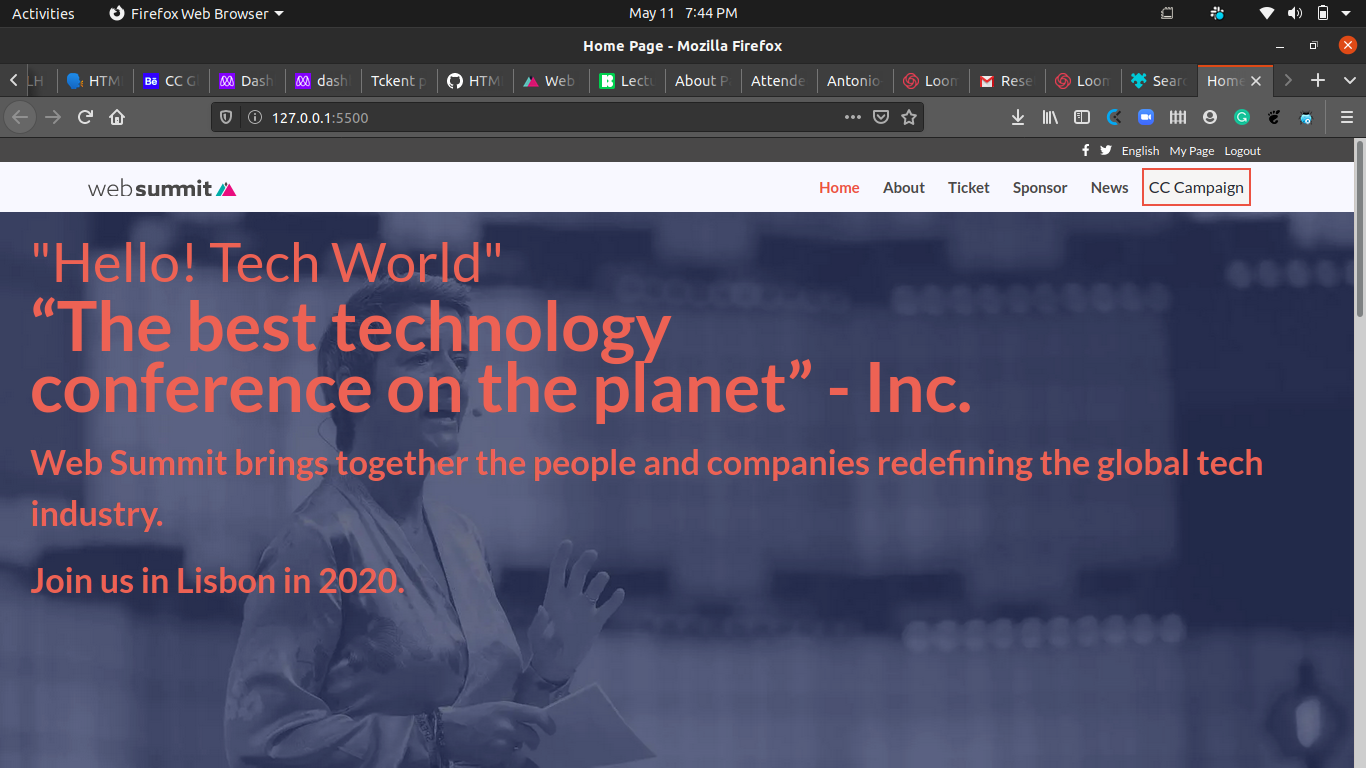 Activities Firefox Web Browser May 11 7:44 PM
Home Page - Mozilla Firefox
LH HTM CC G Dash dash Tckent p HTM Web Lectu About P Attende Antonio Loom Rese Loom Sear Home
127.0.0.1:5500
English My Page Logout
websummit Home About Ticket Sponsor News CC Campaign
"Hello! Tech World"
“The best technology
conference on the planet” - Inc.
Web Summit brings together the people and companies redefining the global tech
industry.
Join us in Lisbon in 2020.